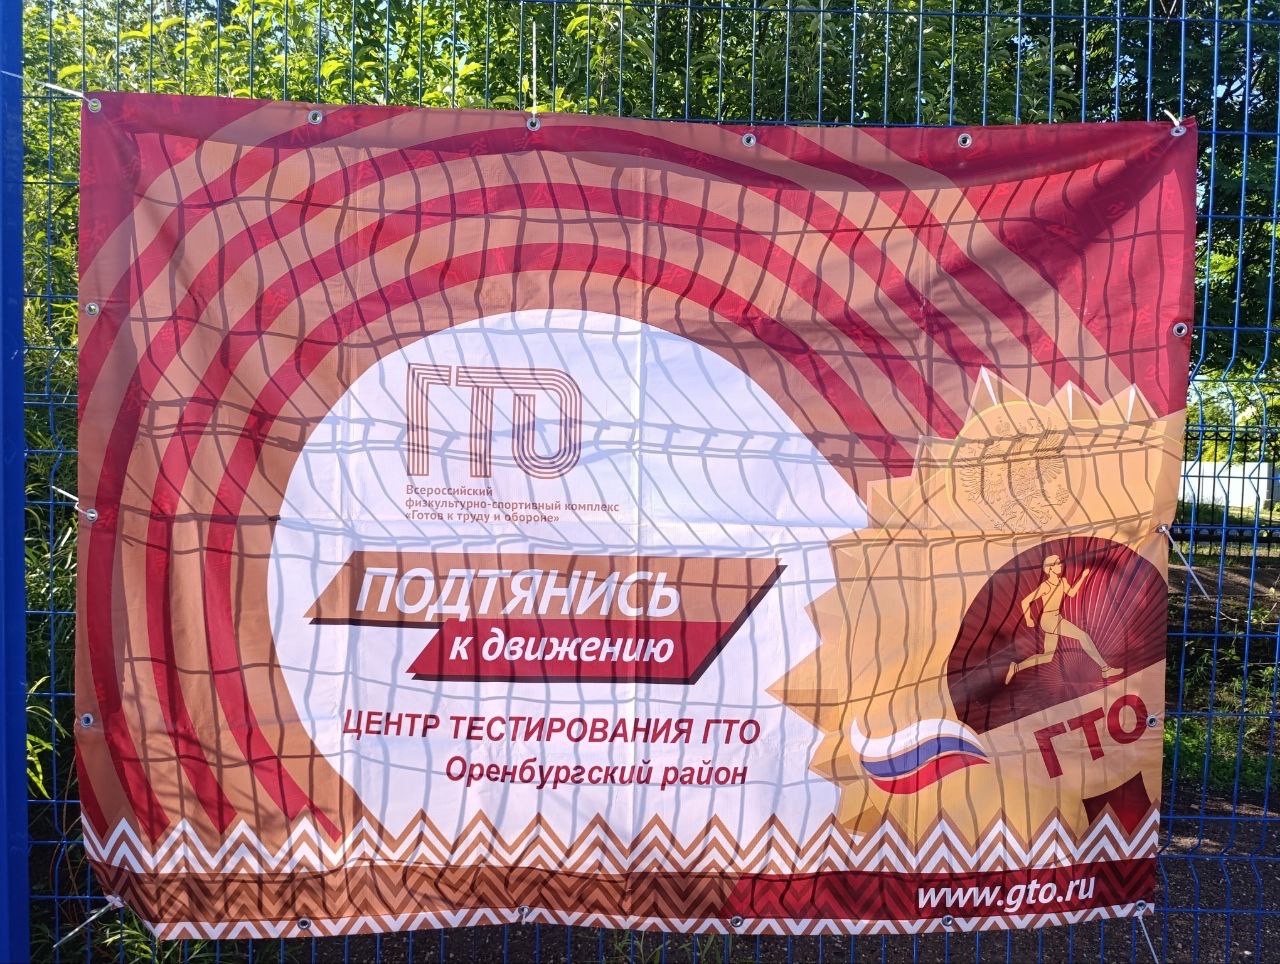 ГТО
Всероссийский
физкультурно-спортивный комплекс
«Готов к труду и обороне»
ПОДТЯНИСЬ
к движению
ЦЕНТР ТЕСТИРОВАНИЯ ГТО
Оренбургский район
ГТО
www.gto.ru